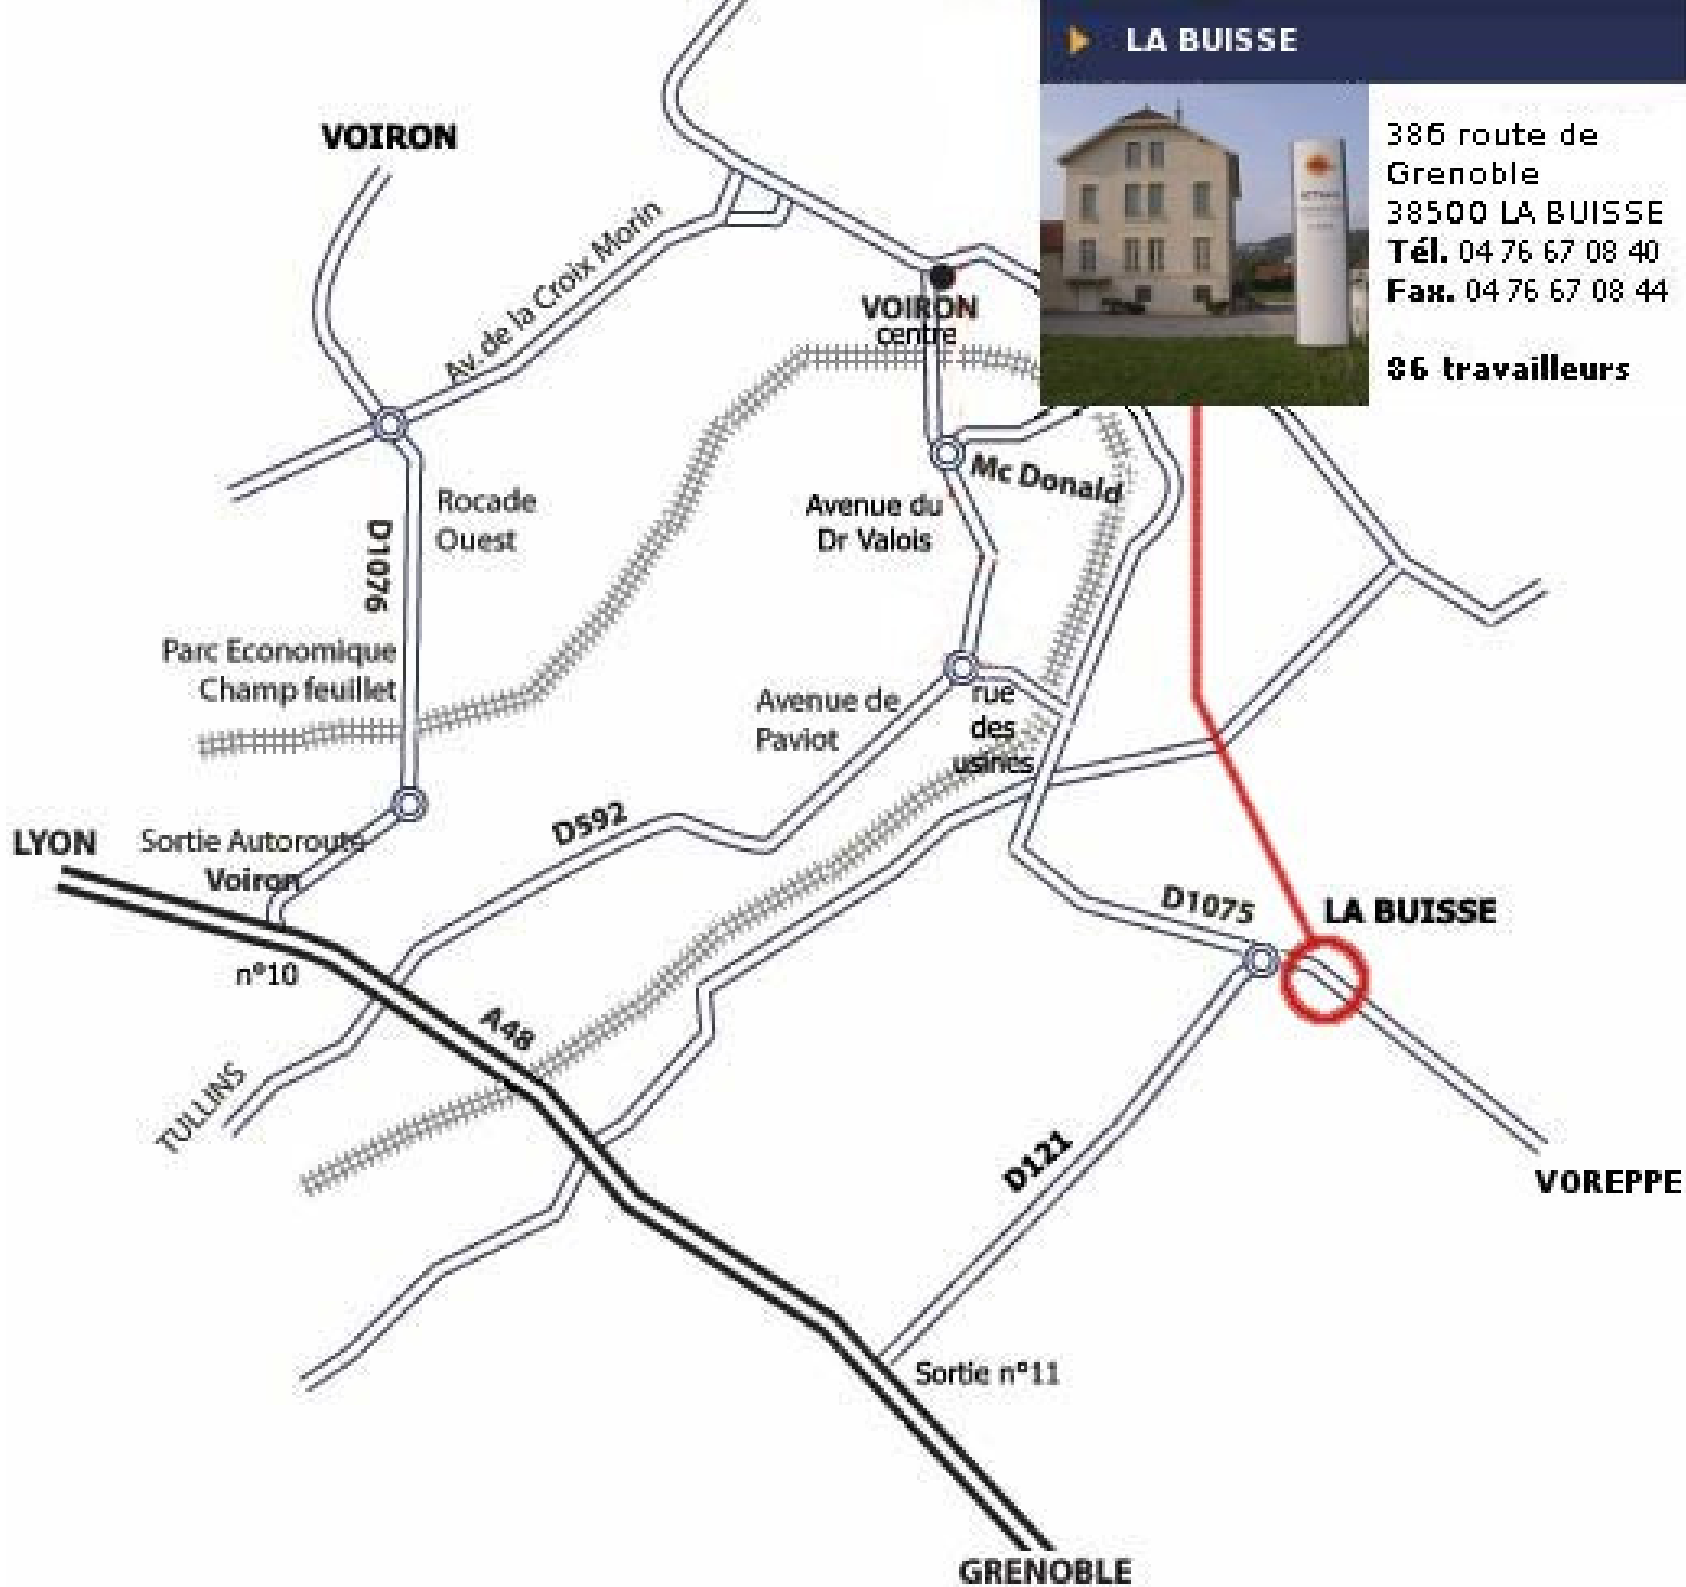 LA BUISSE
386 route de
Grenoble
38500 LA BUISSE
Tél. 04 76 67 08 40
Fax. 04 76 67 08 44
86 travailleurs
VOIRON
Av. de la Croix Morin
VOIRON
centre
Mc Donald
Rocade
Ouest
D1076
Avenue du
Dr Valois
Parc Economique
Champ feuillet
Avenue de
Paviot
rue
des
usines
D592
LYON
Sortie Autoroute
Voiron
n°10
A48
D1075
LA BUISSE
TULLINS
D121
VOREPPE
Sortie n°11
GRENOBLE